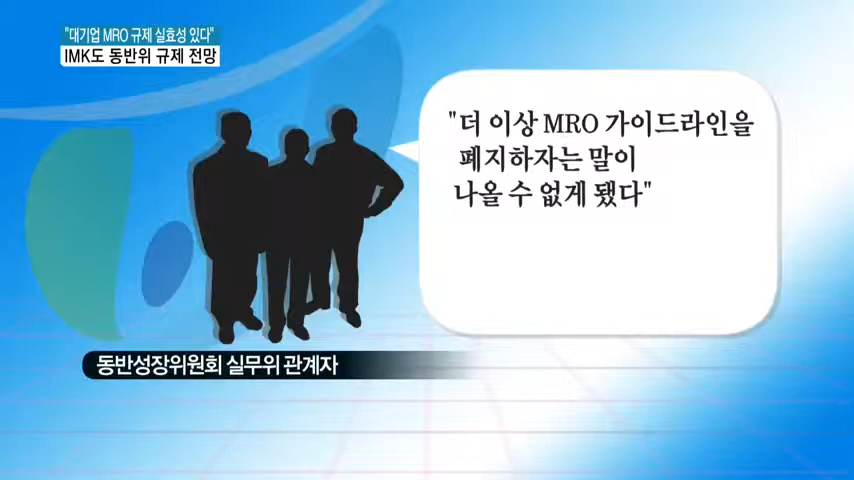 "대기업 MRO 규제 실효성 있다"
IMK도 동반위 규제 전망
"더 이상 MRO 가이드라인을
폐지하자는 말이
나올 수 없게 됐다"
동반성장위원회 실무위 관계자